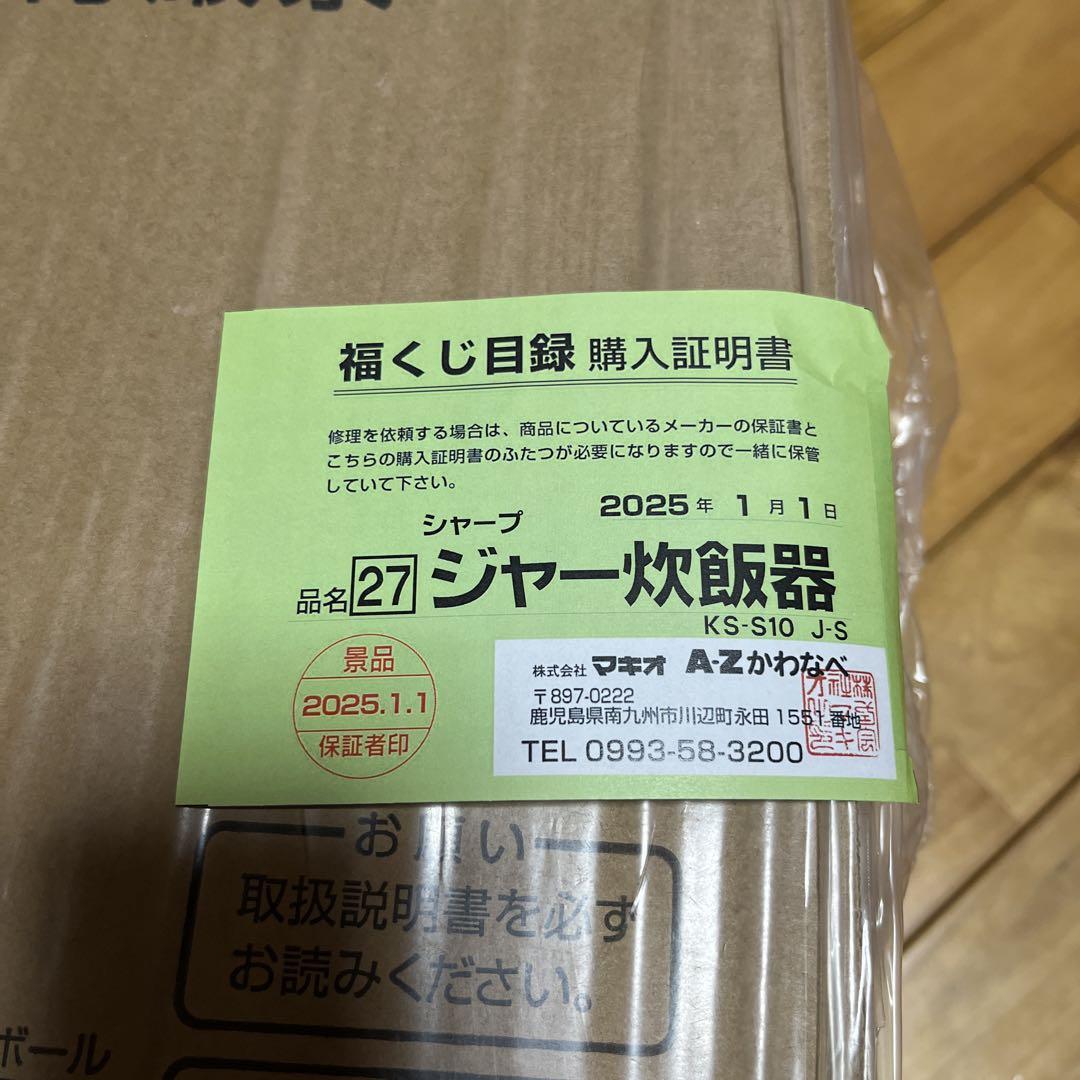 福くじ目録 購入証明書
修理を依頼する場合は、商品についているメーカーの保証書と
こちらの購入証明書のふたつが必要になりますので一緒に保管
していて下さい。
2025年 1月1日
シャープ
品名 27 ジャー炊飯器
KS-S10 J-S
景品
2025.1.1
保証者印
株式会社 マキオ A-Zかわなべ
〒897-0222
鹿児島県南九州市川辺町永田1551番地
TEL 0993-58-3200
お願い
取扱説明書を必ず
お読みください。
ボール